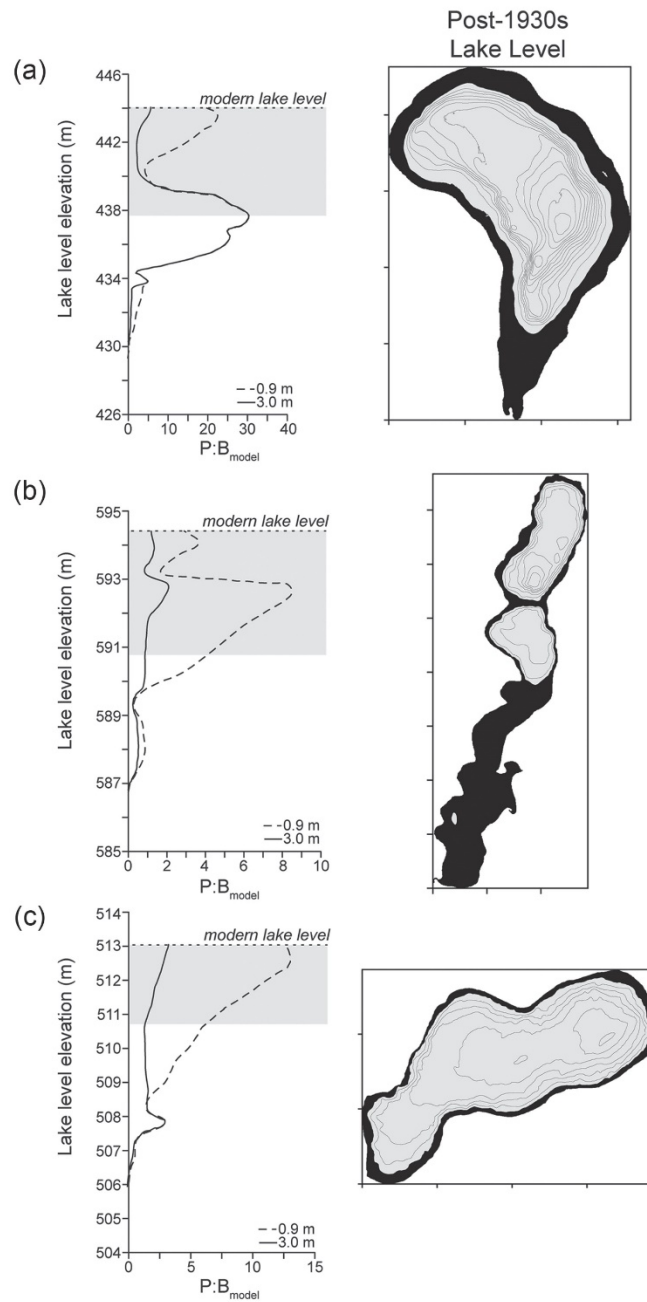 Post-1930s
Lake Level
(a)
446
442
438
434
430
426
Lake level elevation (m)
modern lake level
0.9 m
3.0 m
0 10 20 30 40
P:Bmodel
(b)
595
593
591
589
587
585
Lake level elevation (m)
modern lake level
0.9 m
3.0 m
0 2 4 6 8 10
P:Bmodel
(c)
514
513
512
511
510
509
508
507
506
505
504
Lake level elevation (m)
modern lake level
0.9 m
3.0 m
0 5 10 15
P:Bmodel